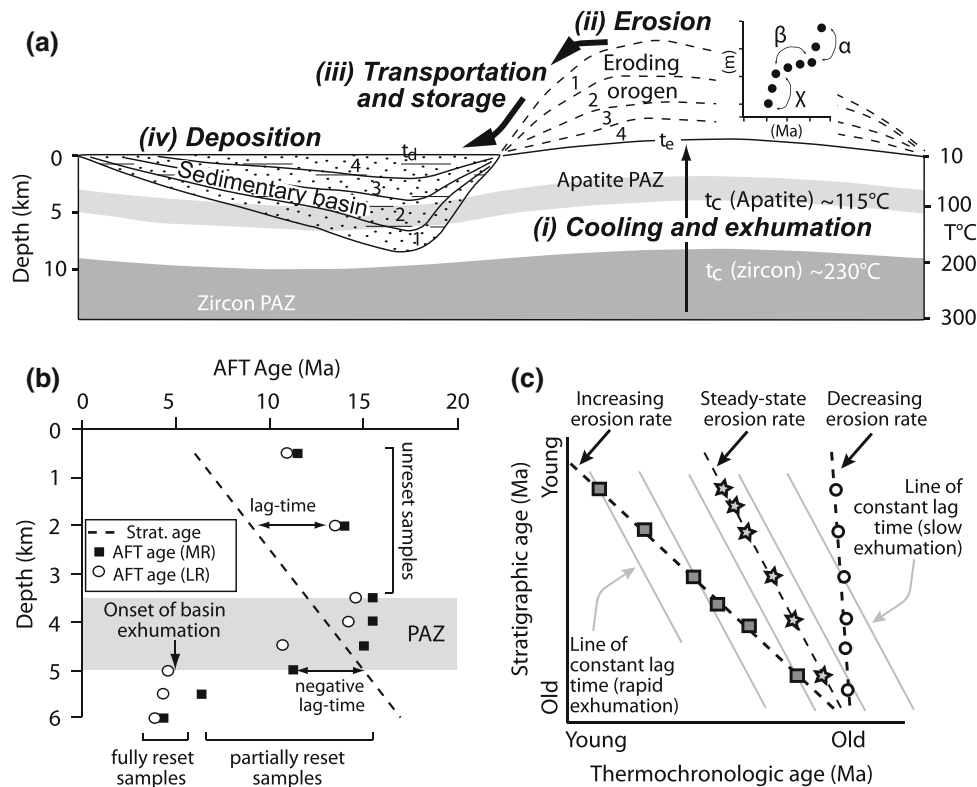 (a)
(ii) Erosion
(iii) Transportation
and storage
Eroding
orogen
1
2
3
4
(m)
β
α
χ
(Ma)
(iv) Deposition
td
te
0
5
10
Depth (km)
4
3
2
1
Sedimentary basin
Apatite PAZ
tc (Apatite) ~115°C
(i) Cooling and exhumation
tc (zircon) ~230°C
Zircon PAZ
10
100
T°C
200
300
(b)
AFT Age (Ma)
0
5
10
15
20
0
1
2
3
4
5
6
Depth (km)
lag-time
unreset samples
Strat. age
AFT age (MR)
AFT age (LR)
Onset of basin
exhumation
PAZ
negative
lag-time
fully reset
samples
partially reset
samples
(c)
Increasing
erosion rate
Steady-state
erosion rate
Decreasing
erosion rate
Young
Old
Stratigraphic age (Ma)
Line of
constant lag
time (slow
exhumation)
Line of
constant lag
time (rapid
exhumation)
Young
Old
Thermochronologic age (Ma)